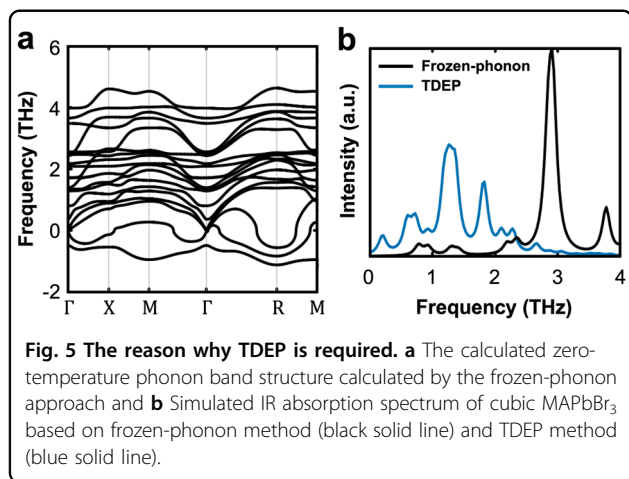 a
b
6
4
2
0
-2
Frequency (THz)
Γ X M Γ R M
Frozen-phonon
TDEP
Intensity (a.u.)
0 1 2 3 4
Frequency (THz)
Fig. 5 The reason why TDEP is required. a The calculated zero-
temperature phonon band structure calculated by the frozen-phonon
approach and b Simulated IR absorption spectrum of cubic MAPbBr₃
based on frozen-phonon method (black solid line) and TDEP method
(blue solid line).